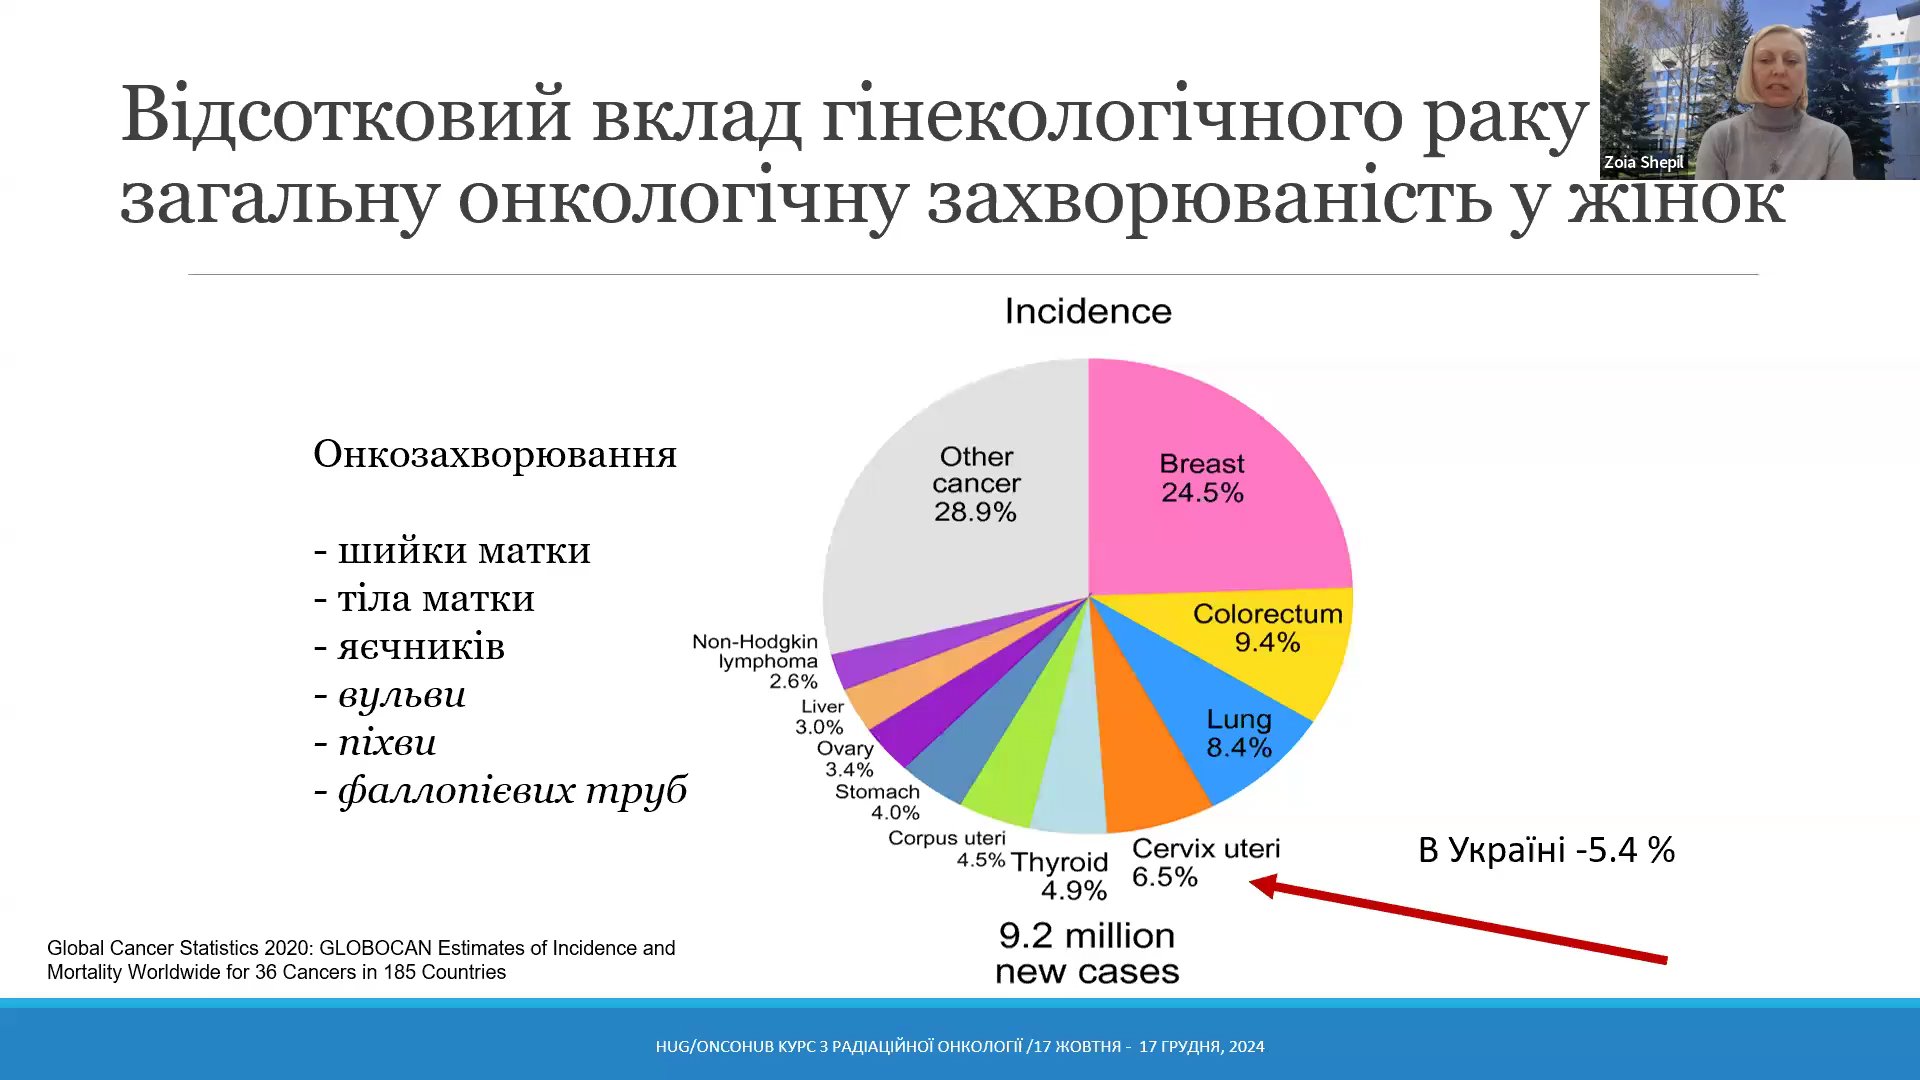 Відсотковий вклад гінекологічного раку
загальну онкологічну захворюваність у жінок
Zoia Shepil
Онкозахворювання
- шийки матки
- тіла матки
- яєчників
- вульви
- піхви
- фаллопієвих труб
Incidence
Other
cancer
28.9%
Breast
24.5%
Colorectum
9.4%
Lung
8.4%
Cervix uteri
6.5%
Thyroid
4.9%
Corpus uteri
4.5%
Stomach
4.0%
Ovary
3.4%
Liver
3.0%
Non-Hodgkin
lymphoma
2.6%
9.2 million
new cases
В Україні -5.4 %
Global Cancer Statistics 2020: GLOBOCAN Estimates of Incidence and
Mortality Worldwide for 36 Cancers in 185 Countries
HUG/ONCOHUB КУРС З РАДІАЦІЙНОЇ ОНКОЛОГІЇ /17 ЖОВТНЯ - 17 ГРУДНЯ, 2024